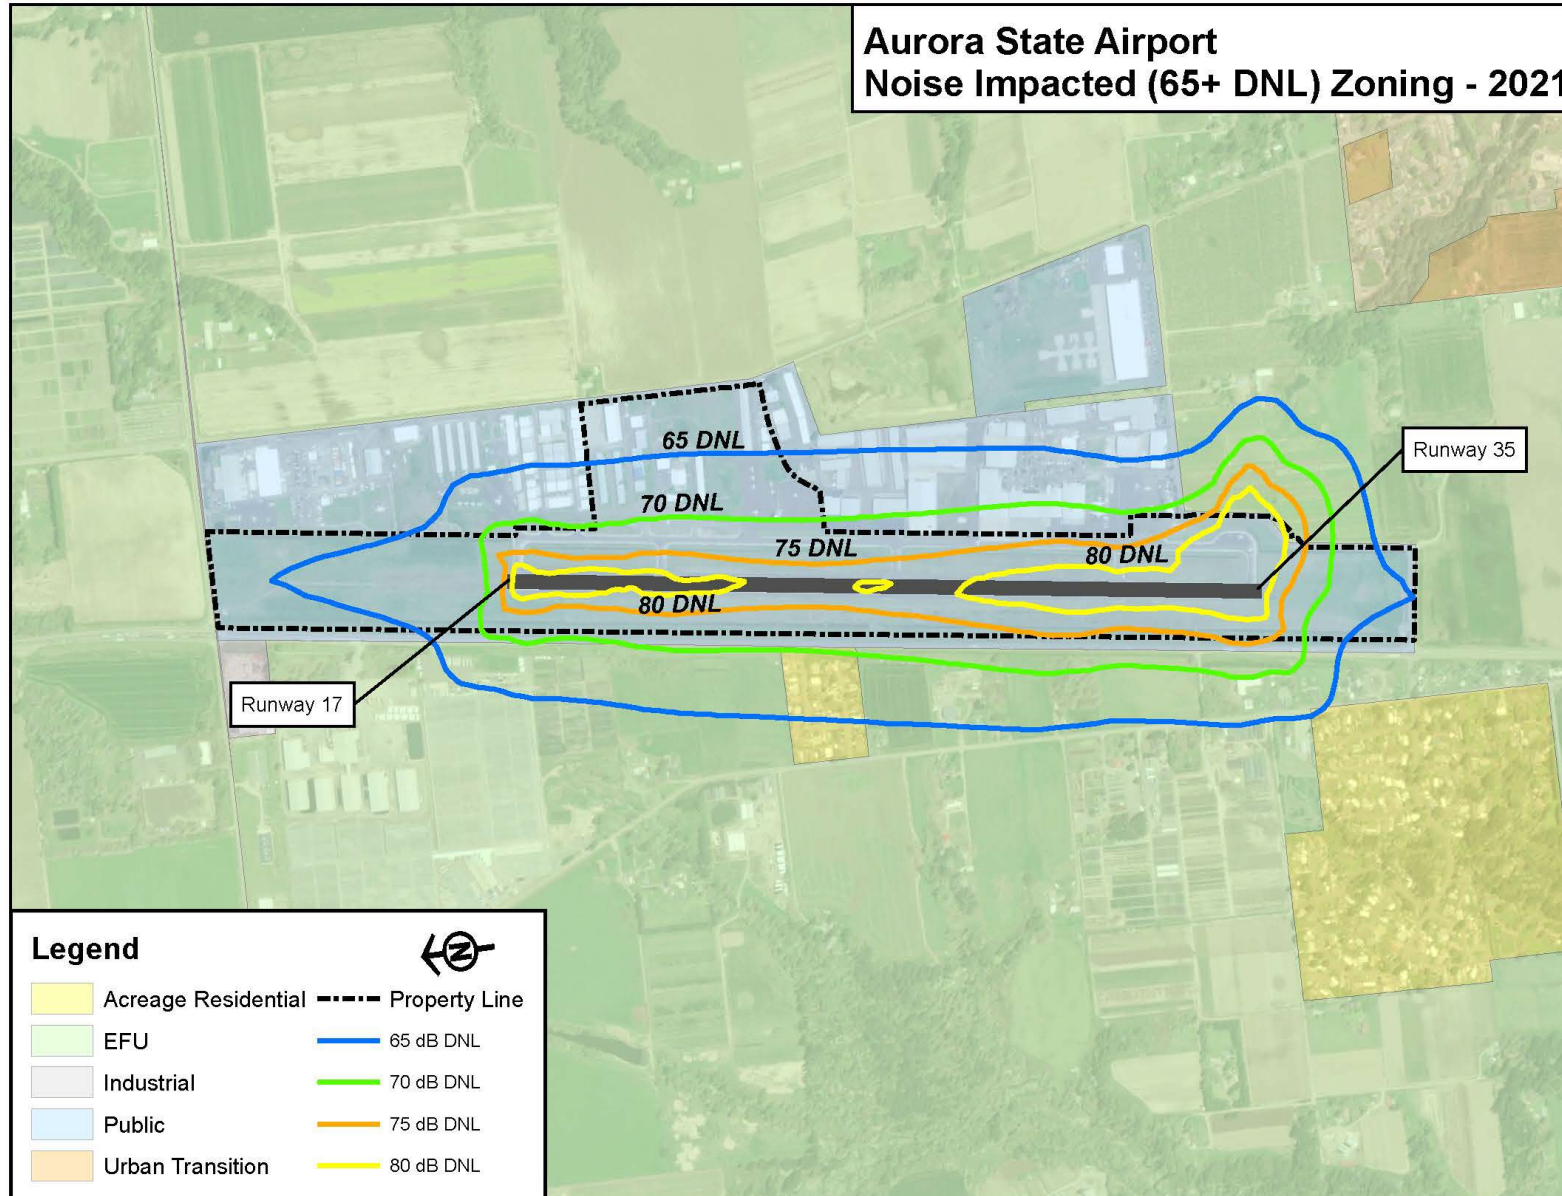 Aurora State Airport
Noise Impacted (65+ DNL) Zoning - 2021
65 DNL
Runway 35
70 DNL
75 DNL
80 DNL
80 DNL
Runway 17
Legend
N
Acreage Residential
Property Line
EFU
65 dB DNL
Industrial
70 dB DNL
Public
75 dB DNL
Urban Transition
80 dB DNL